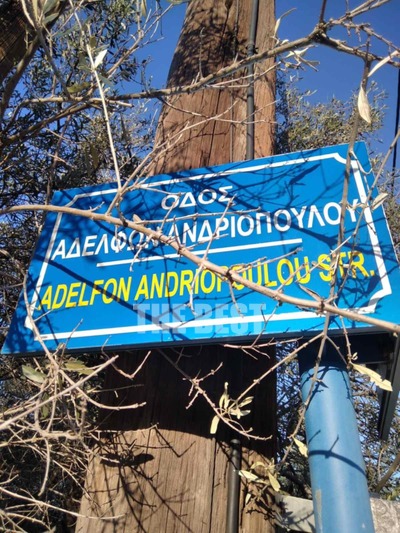 ΟΔΟΣ
ΑΔΕΛΦΩΝ ΑΝΔΡΙΟΠΟΥΛΟΥ
ADELFON ANDRIOPOULOU STR.
THE BEST